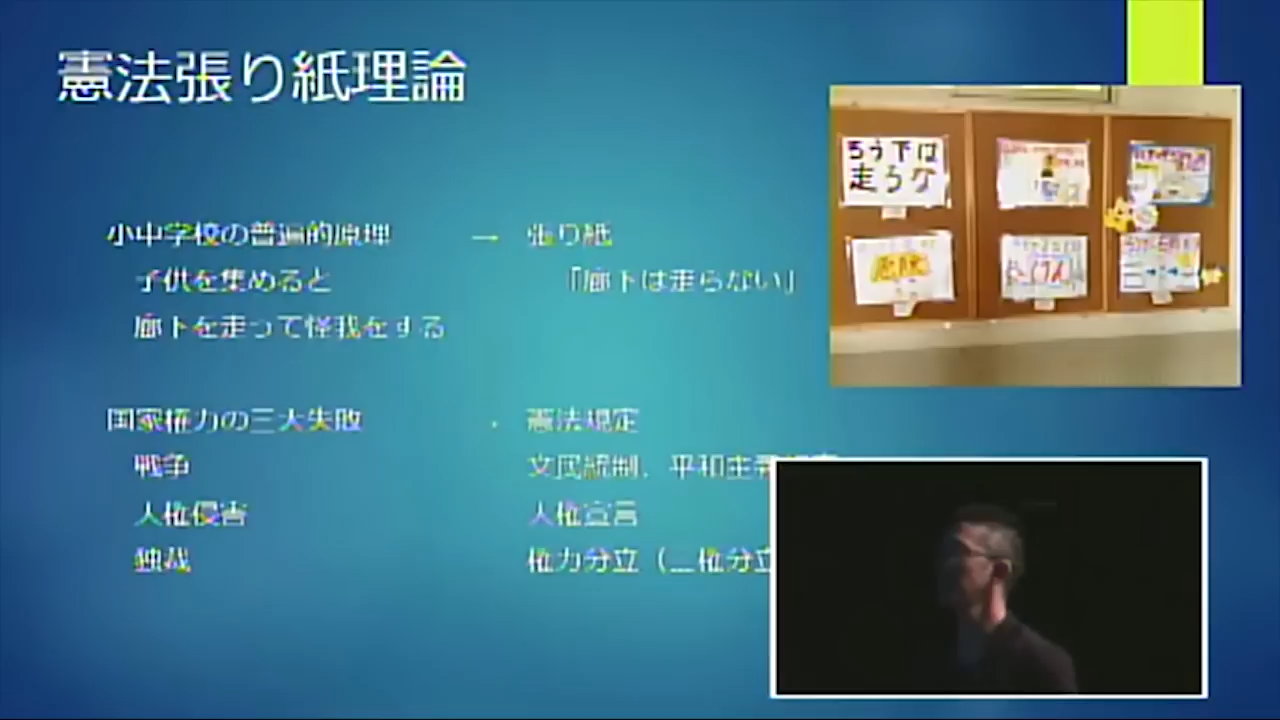 憲法張り紙理論
小中学校の普遍的原理 → 張り紙
子供を集めると 「廊下は走らない」
廊下を走って怪我をする
国家権力の三大失敗 → 憲法規定
戦争 文民統制、平和主義
人権侵害 人権宣言
独裁 権力分立（三権分立
ろう下は
走らな